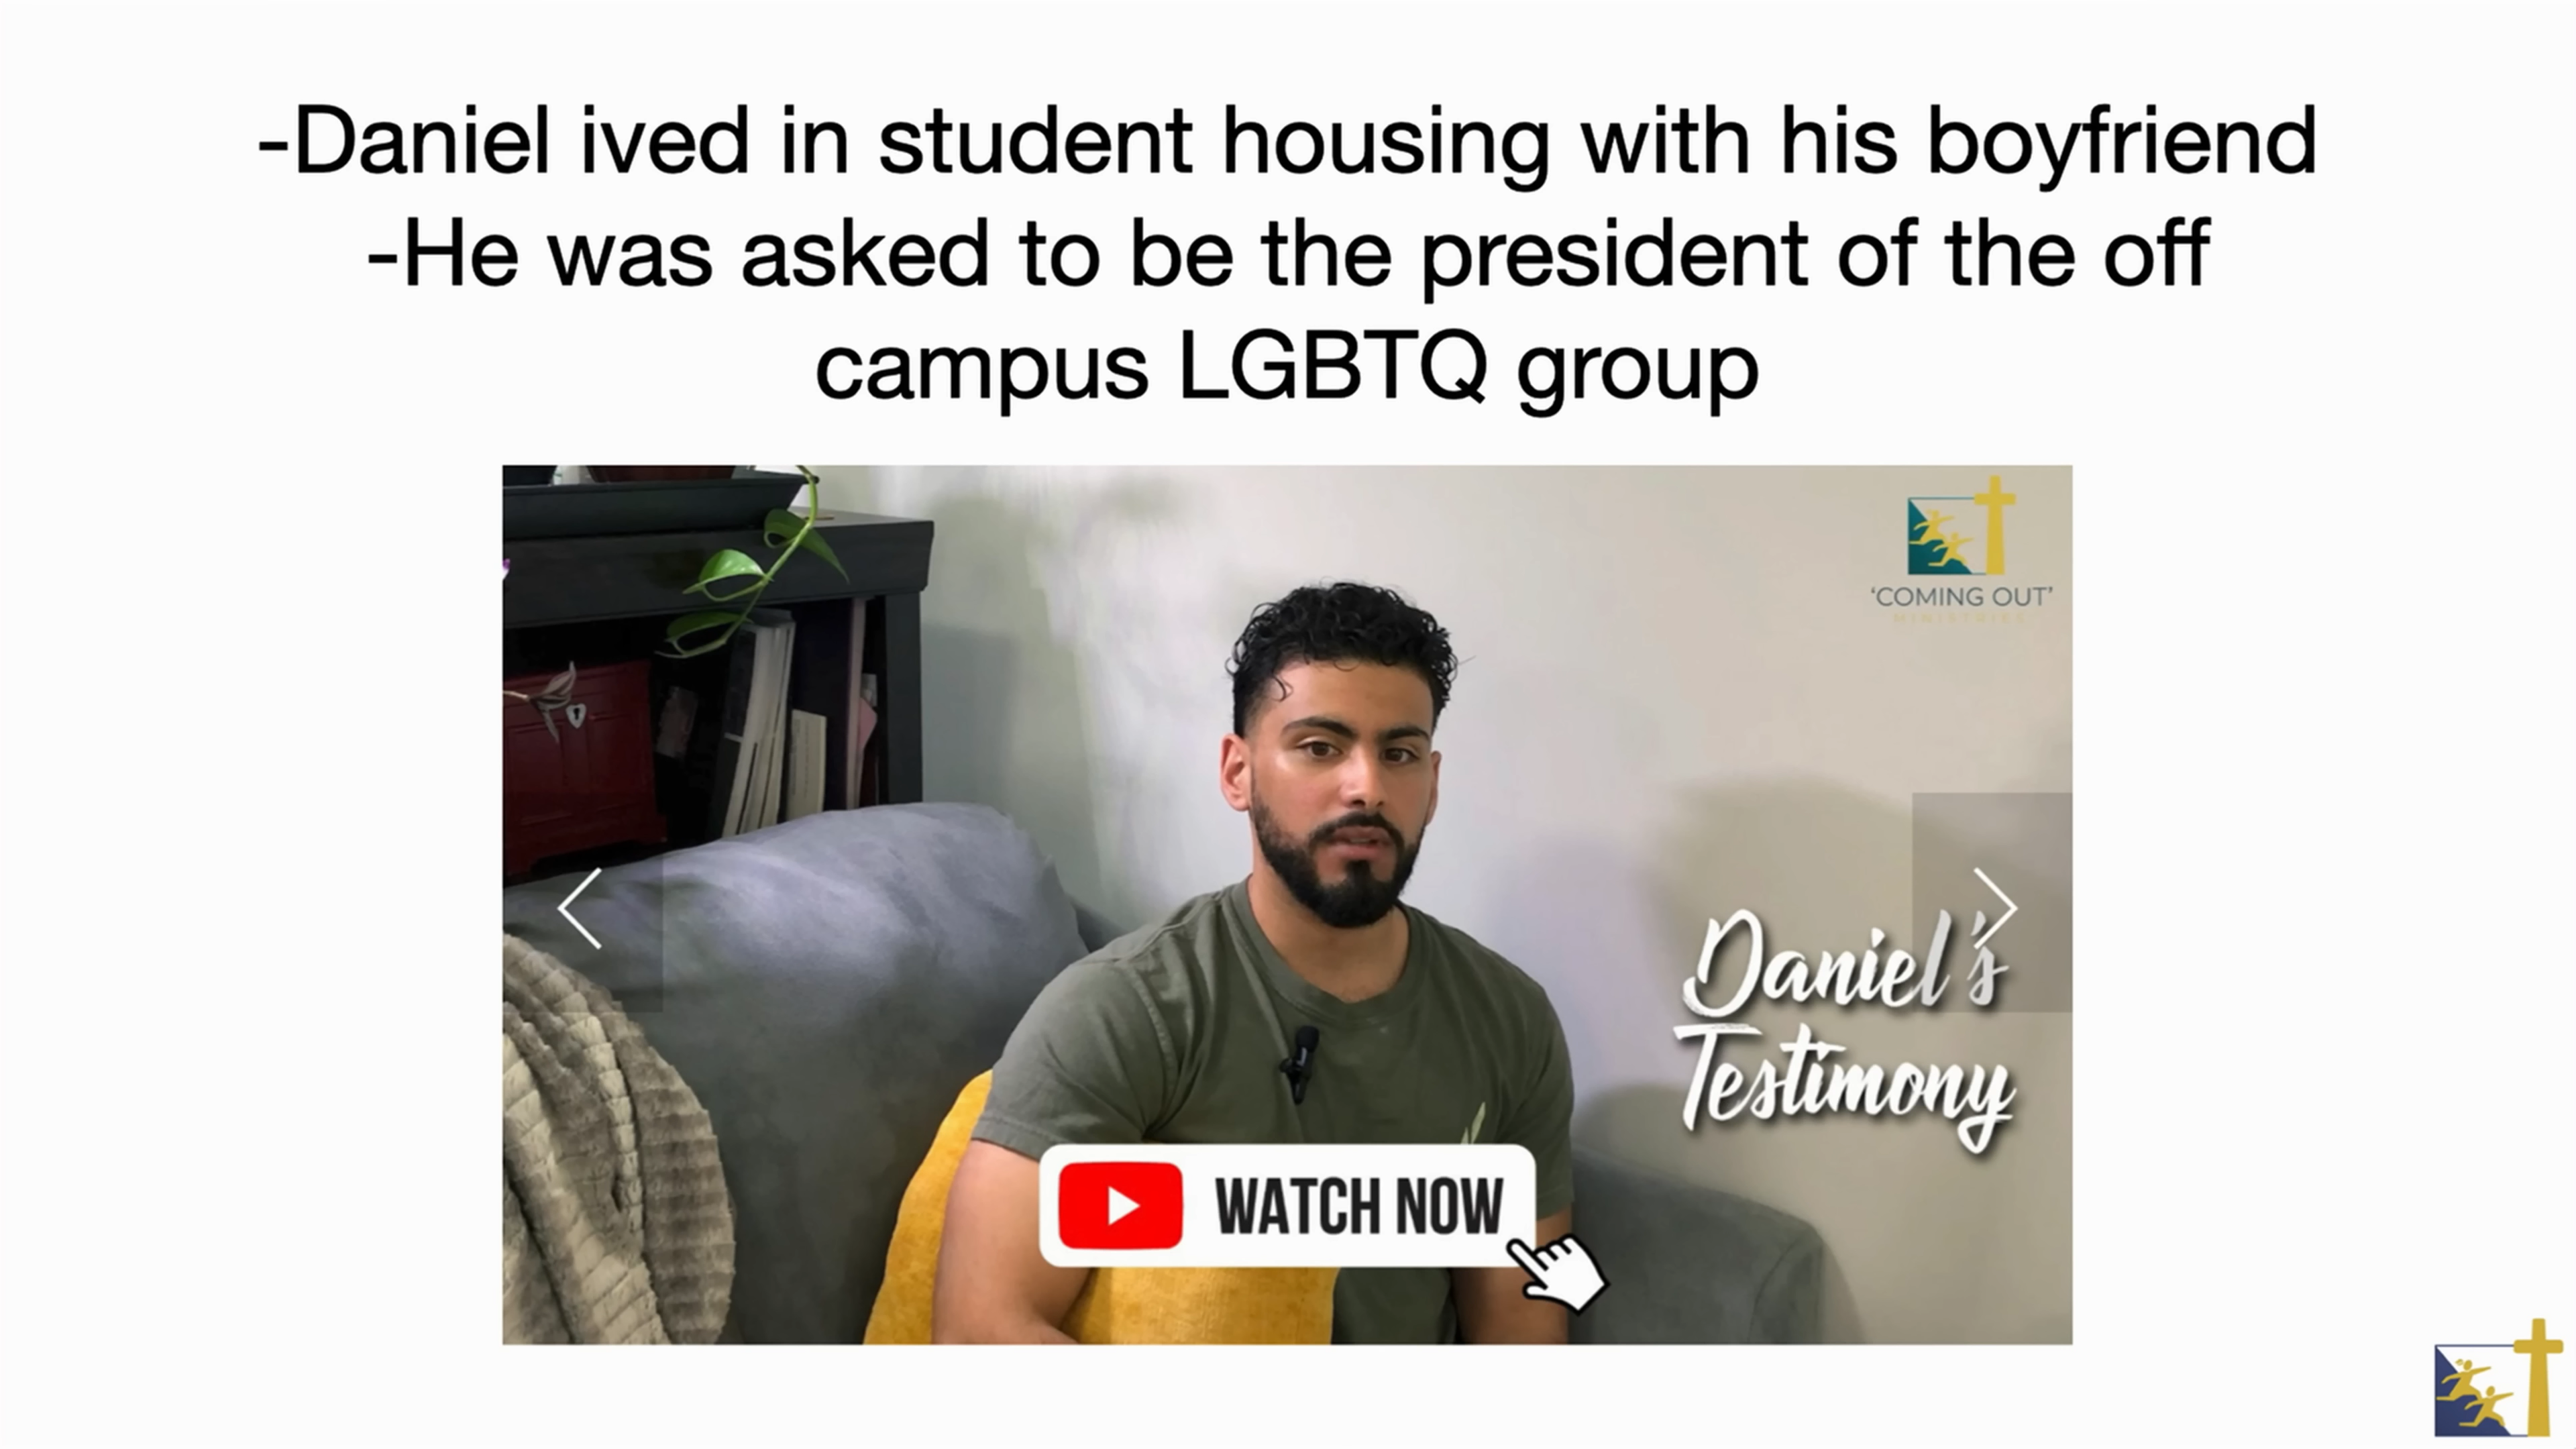 -Daniel ived in student housing with his boyfriend
-He was asked to be the president of the off
campus LGBTQ group
‘COMING OUT’
MINISTRIES
Daniel's
Testimony
WATCH NOW